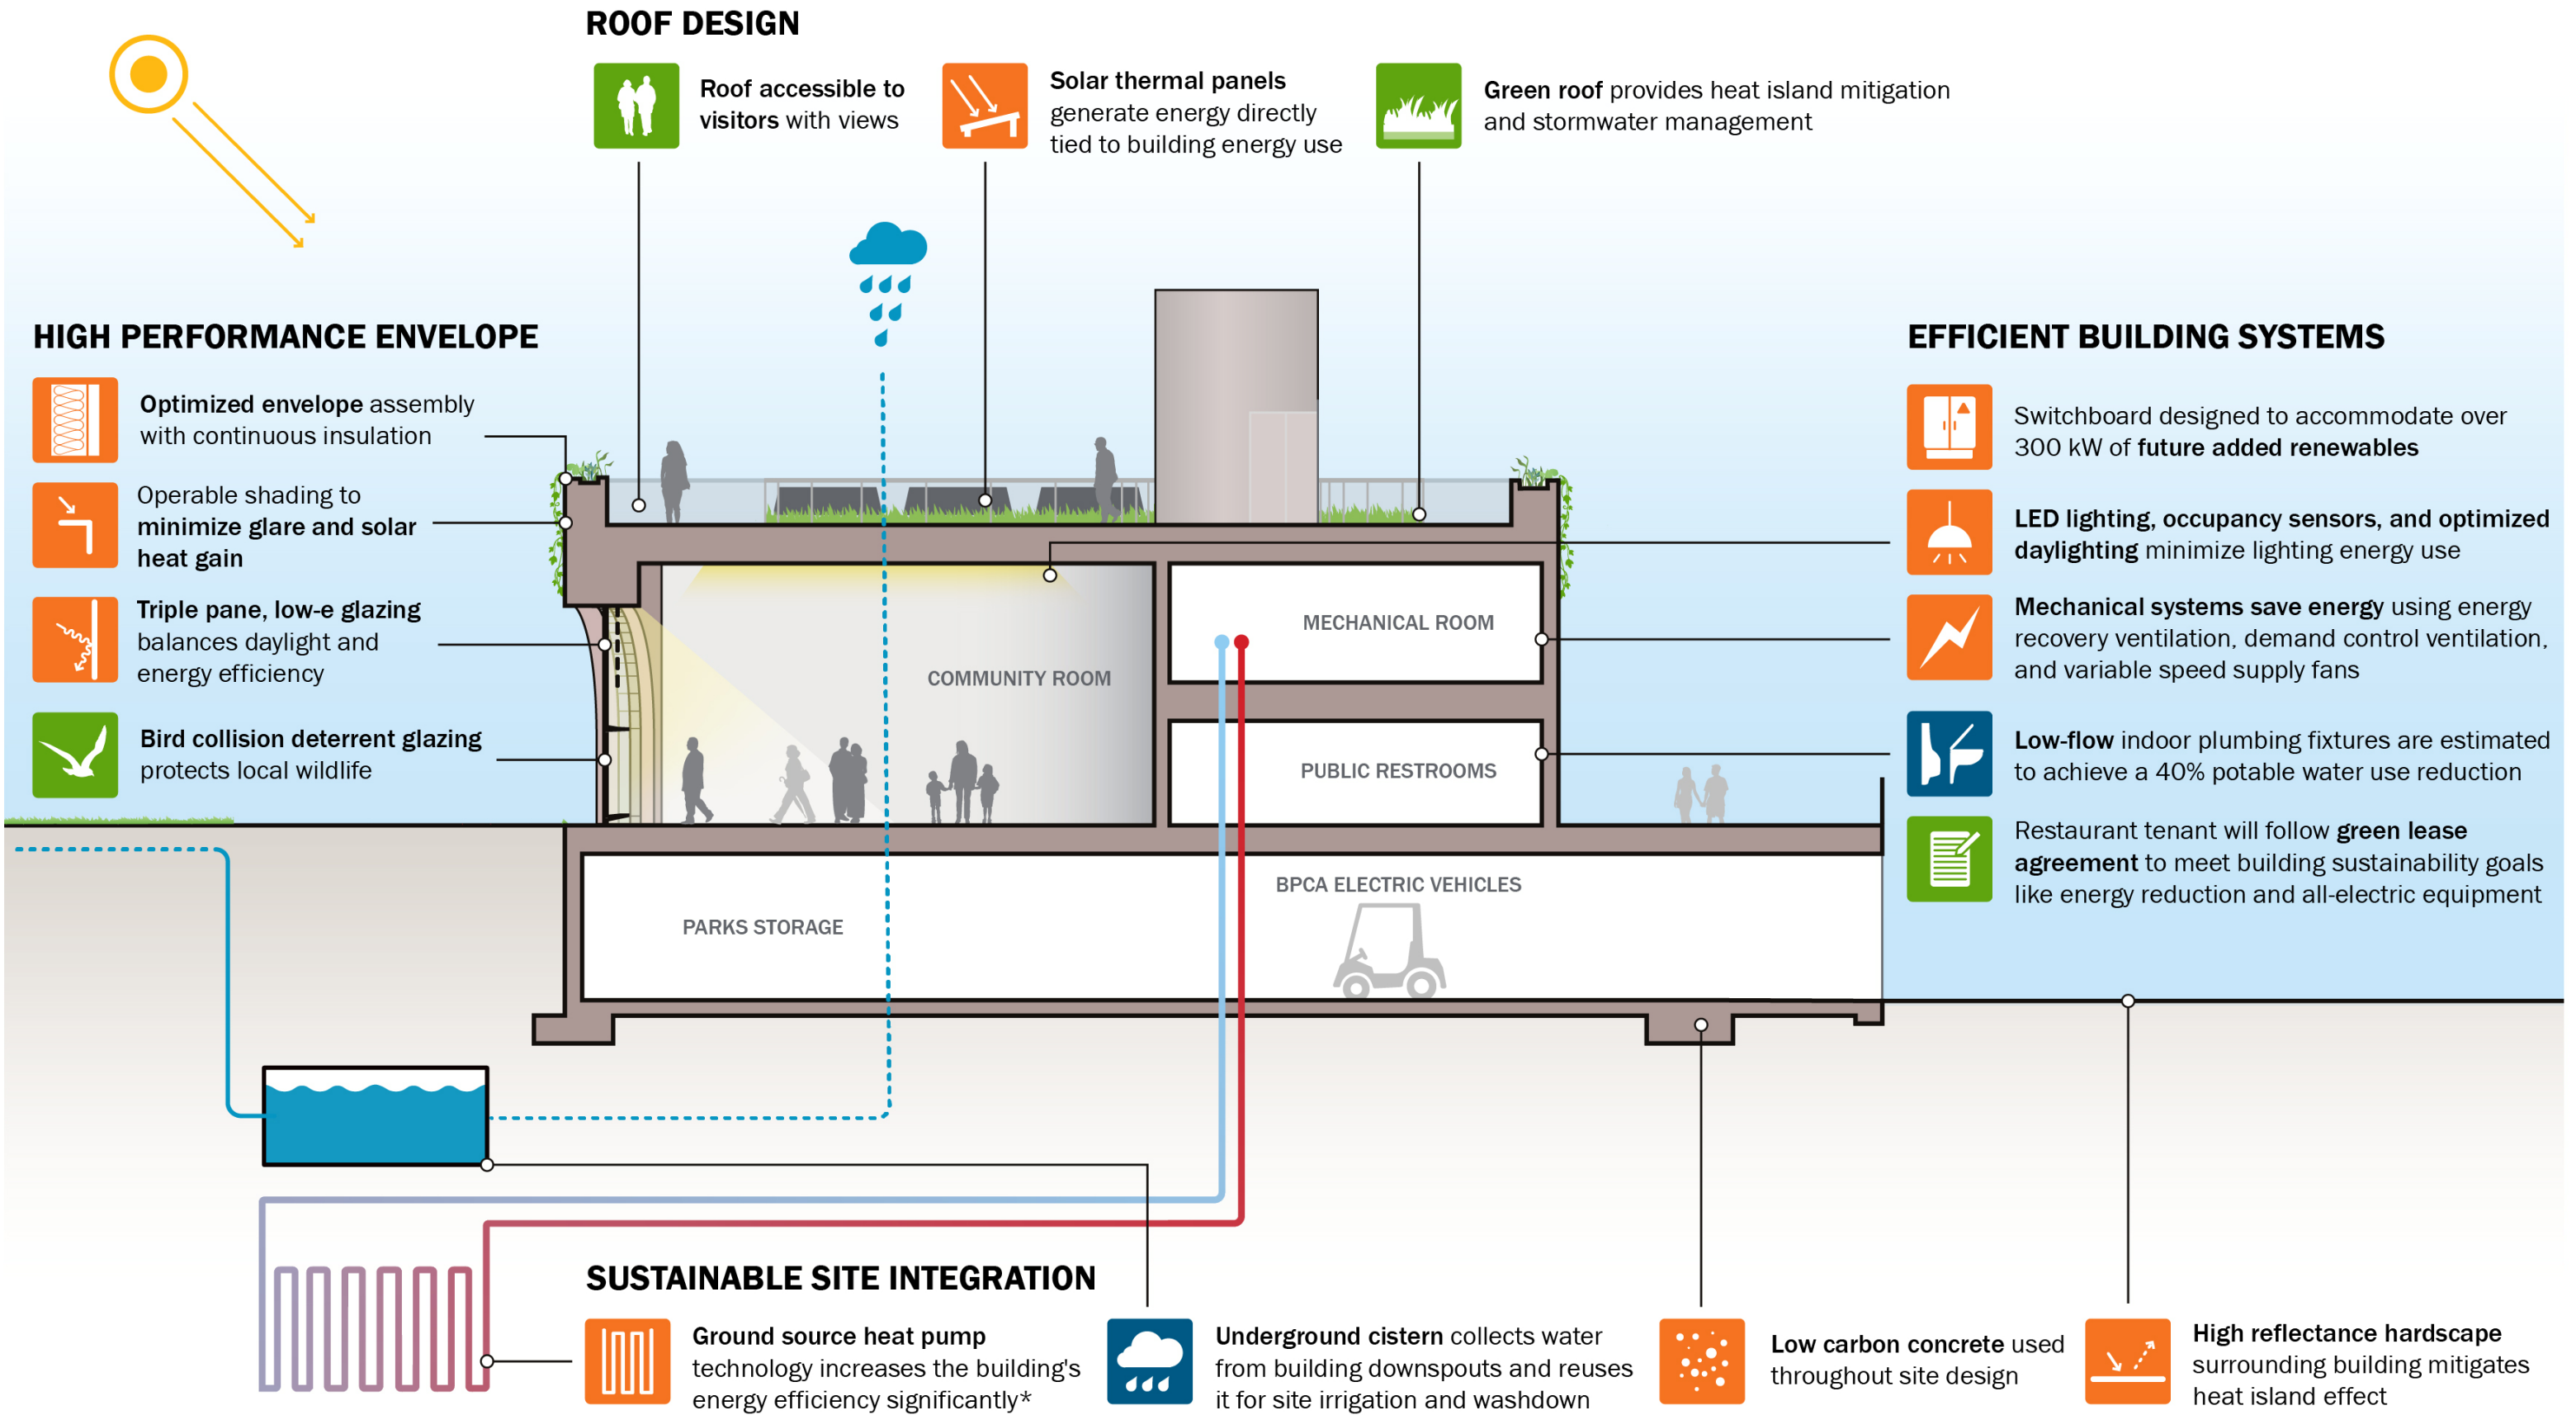 ROOF DESIGN
Roof accessible to
visitors with views
Solar thermal panels
generate energy directly
tied to building energy use
Green roof provides heat island mitigation
and stormwater management
HIGH PERFORMANCE ENVELOPE
Optimized envelope assembly
with continuous insulation
Operable shading to
minimize glare and solar
heat gain
Triple pane, low-e glazing
balances daylight and
energy efficiency
Bird collision deterrent glazing
protects local wildlife
EFFICIENT BUILDING SYSTEMS
Switchboard designed to accommodate over
300 kW of future added renewables
LED lighting, occupancy sensors, and optimized
daylighting minimize lighting energy use
Mechanical systems save energy using energy
recovery ventilation, demand control ventilation,
and variable speed supply fans
Low-flow indoor plumbing fixtures are estimated
to achieve a 40% potable water use reduction
Restaurant tenant will follow green lease
agreement to meet building sustainability goals
like energy reduction and all-electric equipment
MECHANICAL ROOM
COMMUNITY ROOM
PUBLIC RESTROOMS
BPCA ELECTRIC VEHICLES
PARKS STORAGE
SUSTAINABLE SITE INTEGRATION
Ground source heat pump
technology increases the building's
energy efficiency significantly*
Underground cistern collects water
from building downspouts and reuses
it for site irrigation and washdown
Low carbon concrete used
throughout site design
High reflectance hardscape
surrounding building mitigates
heat island effect